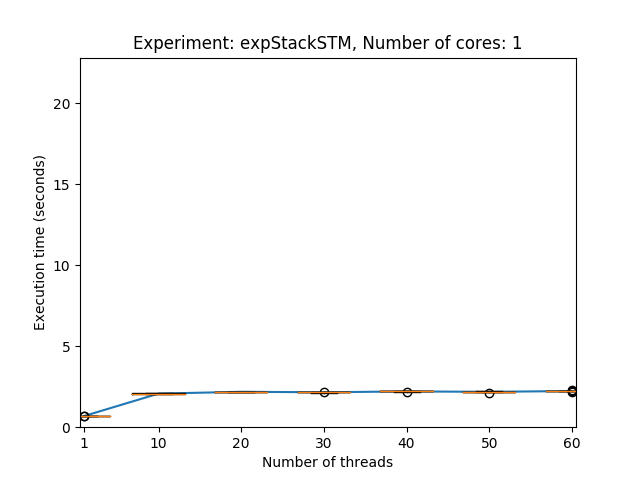 Experiment: expStackSTM, Number of cores: 1
Execution time (seconds)
20
15
10
5
0
1 10 20 30 40 50 60
Number of threads